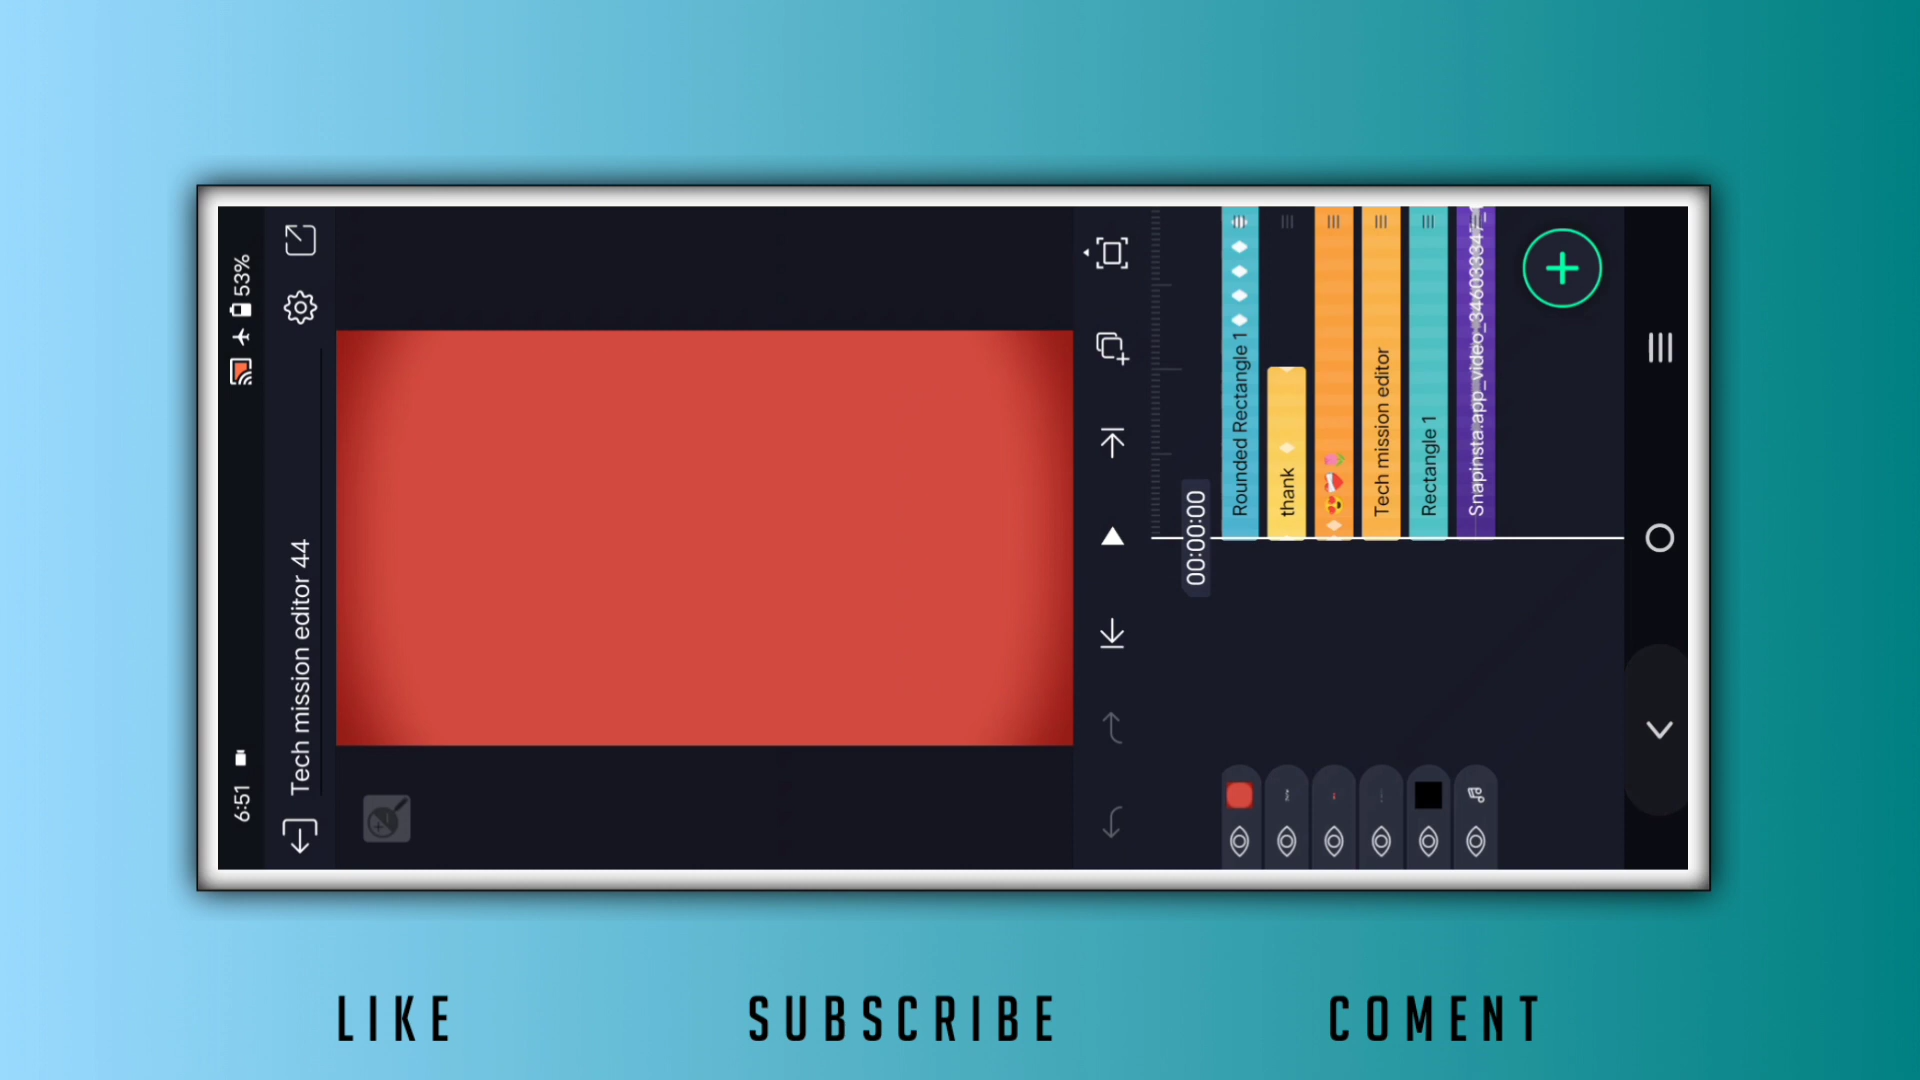 6:51
53%
Tech mission editor 44
00:00:00
Rounded Rectangle 1
thank
😍❤️🌷
Tech mission editor
Rectangle 1
Snapinsta.app_video_346033347_
LIKE
SUBSCRIBE
COMENT